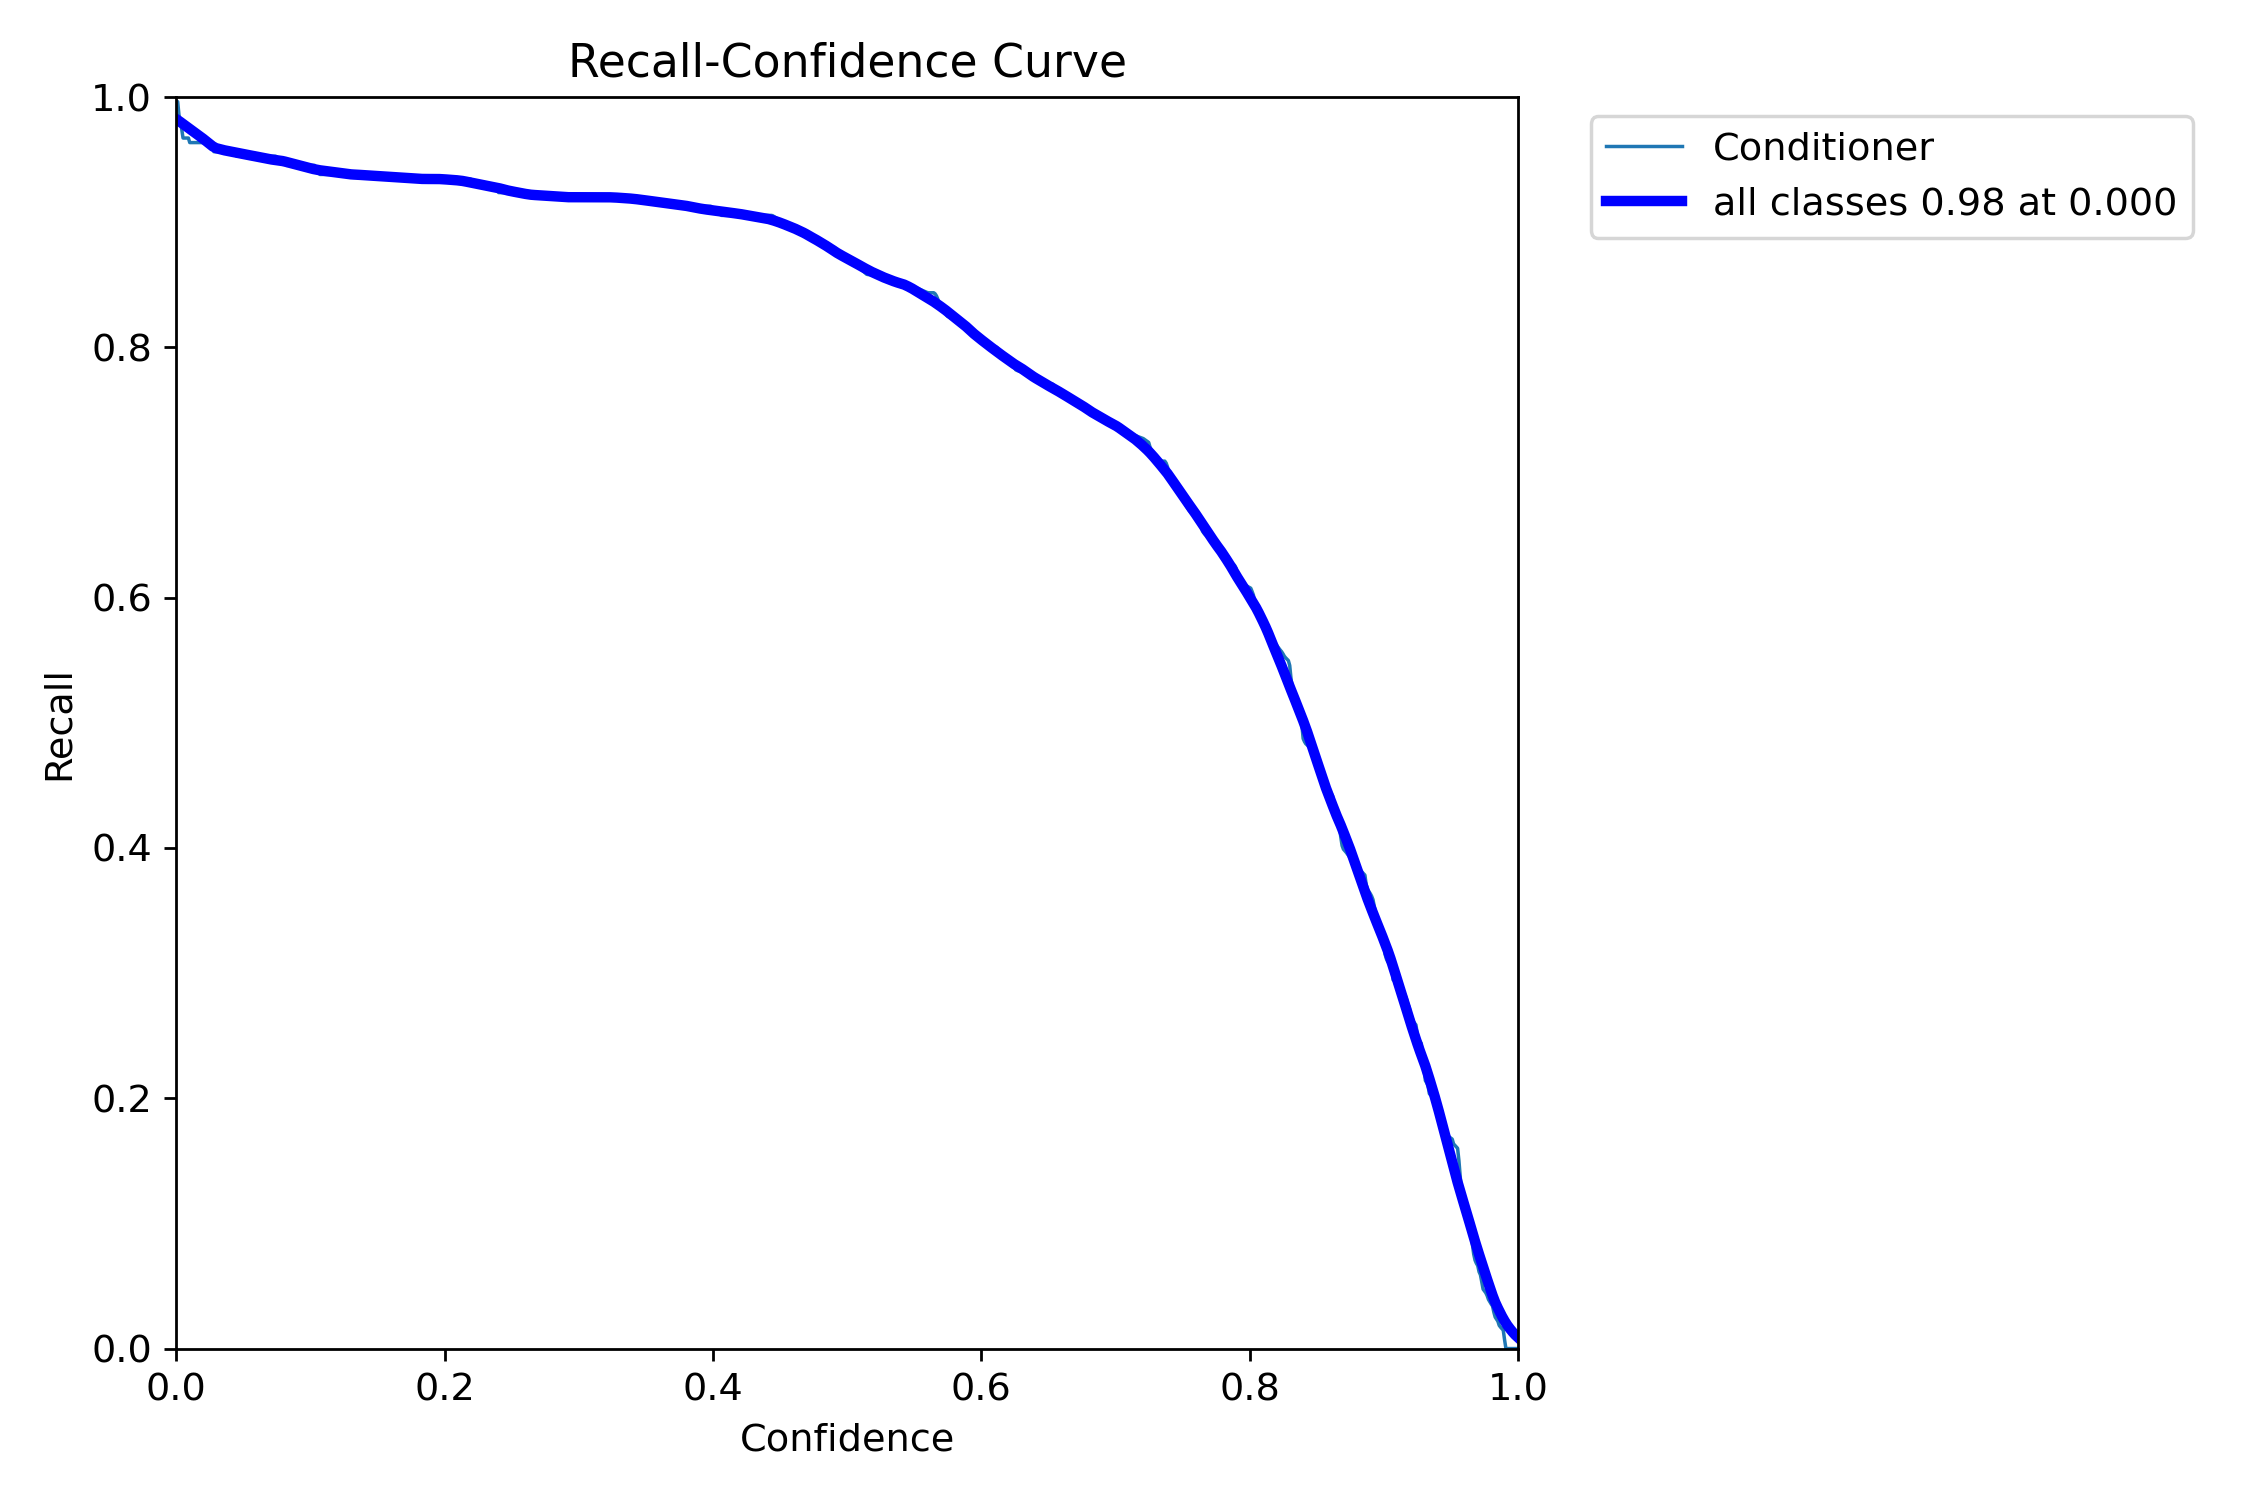 Recall-Confidence Curve
Conditioner
all classes 0.98 at 0.000
1.0
0.8
0.6
0.4
0.2
0.0
Recall
0.0 0.2 0.4 0.6 0.8 1.0
Confidence